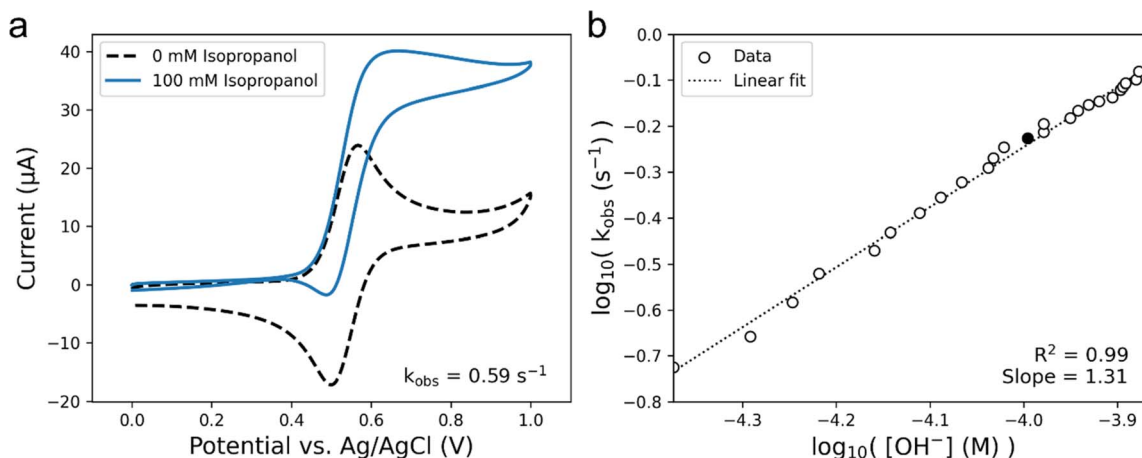 a
40
30
20
10
0
−10
−20
Current (µA)
0 mM Isopropanol
100 mM Isopropanol
k_obs = 0.59 s⁻¹
0.0
0.2
0.4
0.6
0.8
1.0
Potential vs. Ag/AgCl (V)
b
0.0
−0.1
−0.2
−0.3
−0.4
−0.5
−0.6
−0.7
−0.8
log₁₀( k_obs (s⁻¹) )
Data
Linear fit
R² = 0.99
Slope = 1.31
−4.3
−4.2
−4.1
−4.0
−3.9
log₁₀( [OH⁻] (M) )